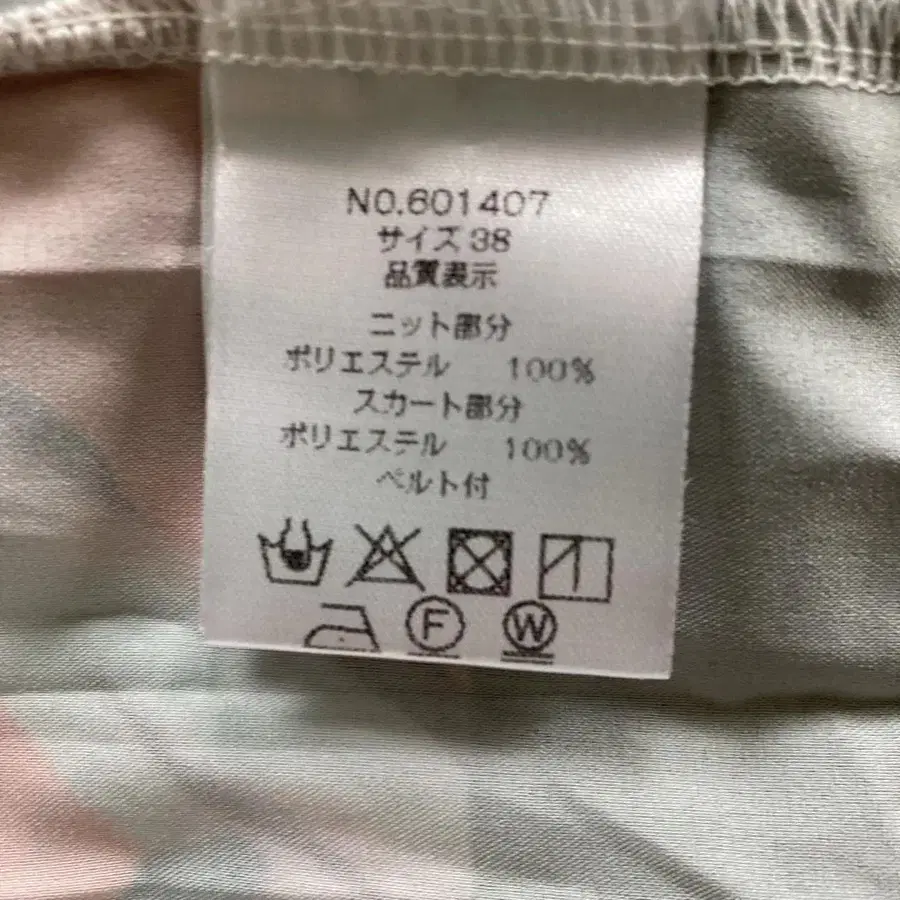 NO.601407
サイズ 38
品質表示
ニット部分
ポリエステル 100%
スカート部分
ポリエステル 100%
ベルト付
F W